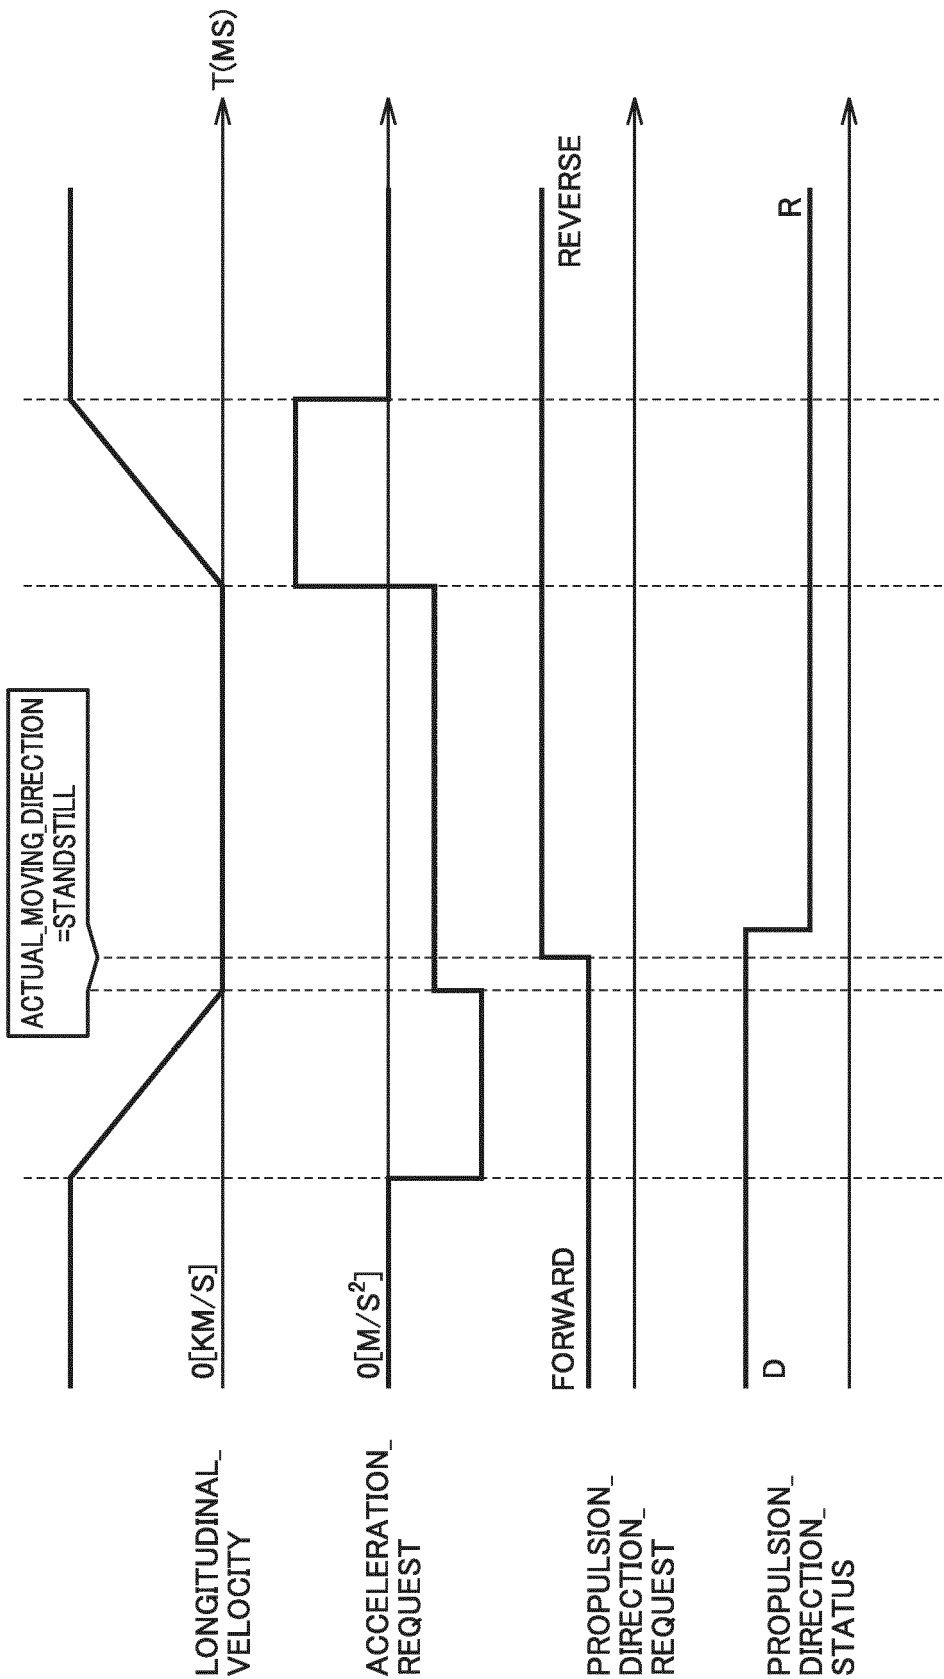 ACTUAL_MOVING_DIRECTION
=STANDSTILL
LONGITUDINAL_
VELOCITY
0[KM/S]
T(MS)
ACCELERATION_
REQUEST
0[M/S²]
PROPULSION_
DIRECTION_
REQUEST
FORWARD
REVERSE
PROPULSION_
DIRECTION_
STATUS
D
R